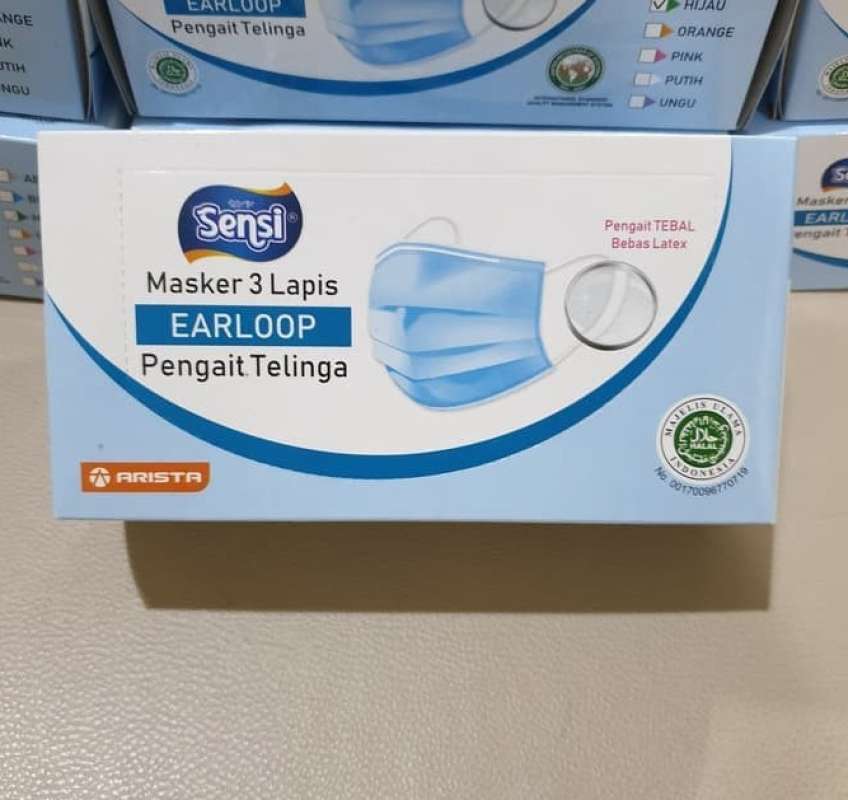 EARLOOP
Pengait Telinga
HIJAU
ORANGE
PINK
PUTIH
UNGU
Sensi®
Masker 3 Lapis
EARLOOP
Pengait Telinga
Pengait TEBAL
Bebas Latex
ARISTA
MAJELIS ULAMA
HALAL
INDONESIA
No. 00170096770719
EARLOOP